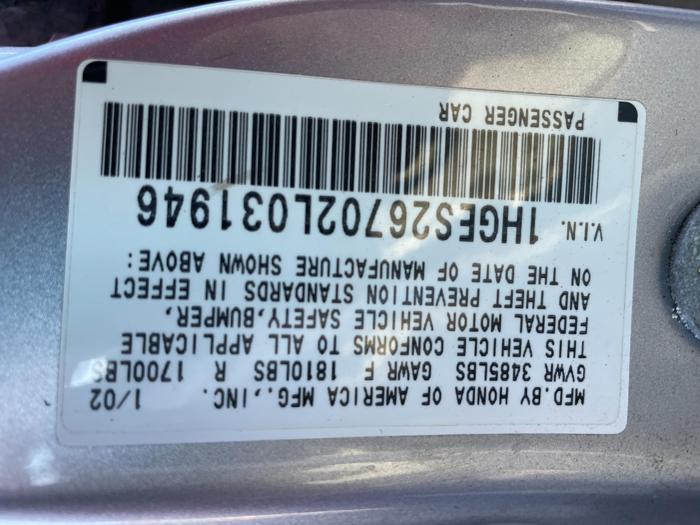 MFD.BY HONDA OF AMERICA MFG.,INC. 1/02
GVWR 3485LBS GAWR F 1810LBS R 1700LBS
THIS VEHICLE CONFORMS TO ALL APPLICABLE
FEDERAL MOTOR VEHICLE SAFETY,BUMPER,
AND THEFT PREVENTION STANDARDS IN EFFECT
ON THE DATE OF MANUFACTURE SHOWN ABOVE:
V.I.N. 1HGES26702L031946
PASSENGER CAR